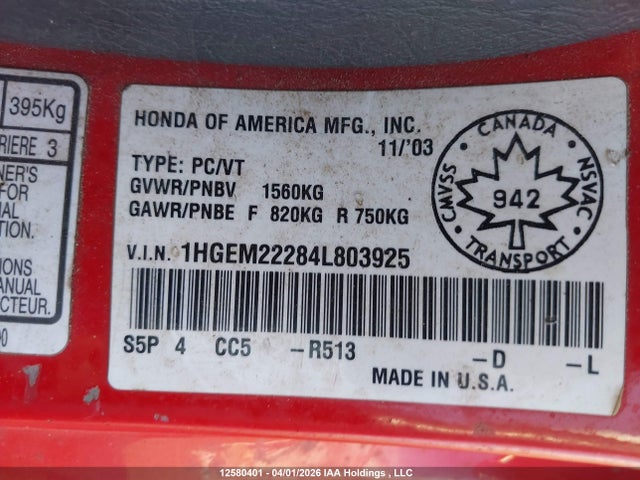 395Kg
RIERE 3
NER'S
FOR
AL
TION.
IONS
ANUAL
CTEUR.
HONDA OF AMERICA MFG., INC.
11/'03
TYPE: PC/VT
GVWR/PNBV 1560KG
GAWR/PNBE F 820KG R 750KG
V.I.N. 1HGEM22284L803925
S5P 4 CC5 -R513 -D -L
MADE IN U.S.A.
CANADA
CMVSS 942 NSVAC
TRANSPORT
12580401 - 04/01/2026 IAA Holdings , LLC